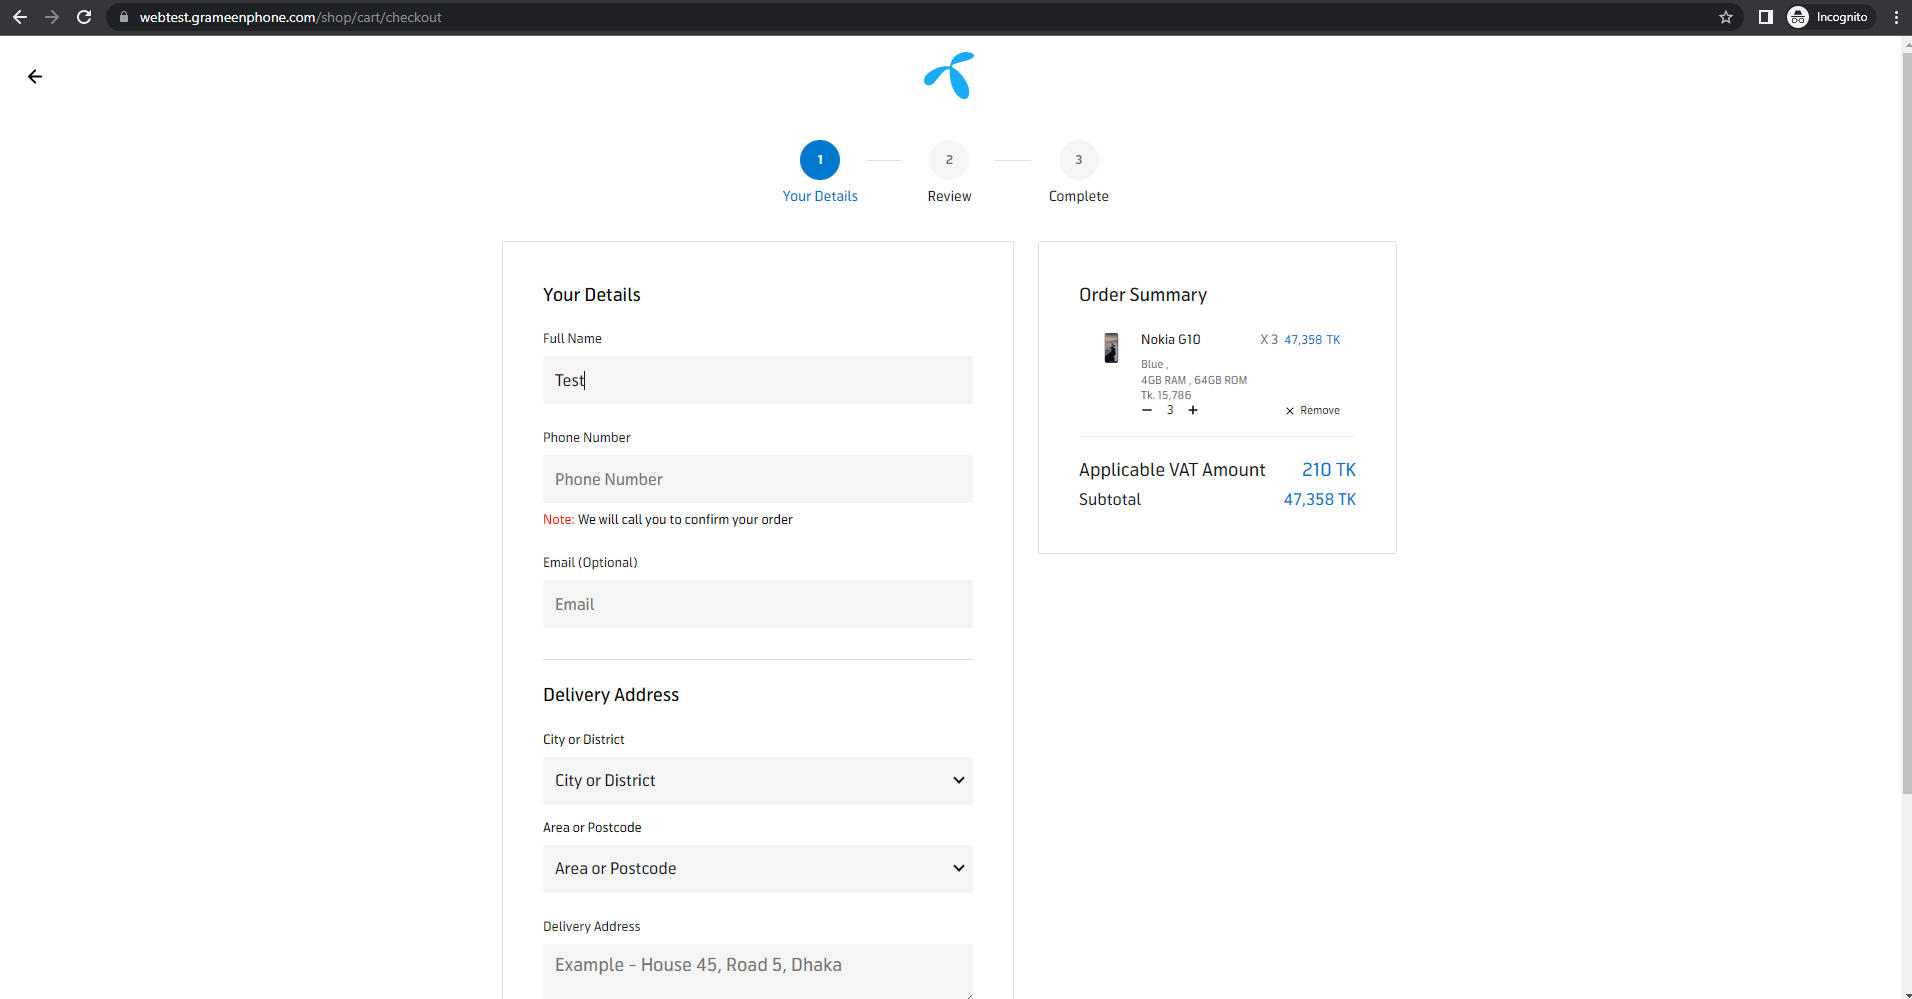 webtest.grameenphone.com/shop/cart/checkout
Incognito
1
2
3
Your Details
Review
Complete
Your Details
Full Name
Test
Phone Number
Phone Number
Note: We will call you to confirm your order
Email (Optional)
Email
Delivery Address
City or District
City or District
Area or Postcode
Area or Postcode
Delivery Address
Example - House 45, Road 5, Dhaka
Order Summary
Nokia G10 X 3 47,358 TK
Blue ,
4GB RAM , 64GB ROM
Tk. 15,786
− 3 + × Remove
Applicable VAT Amount 210 TK
Subtotal 47,358 TK